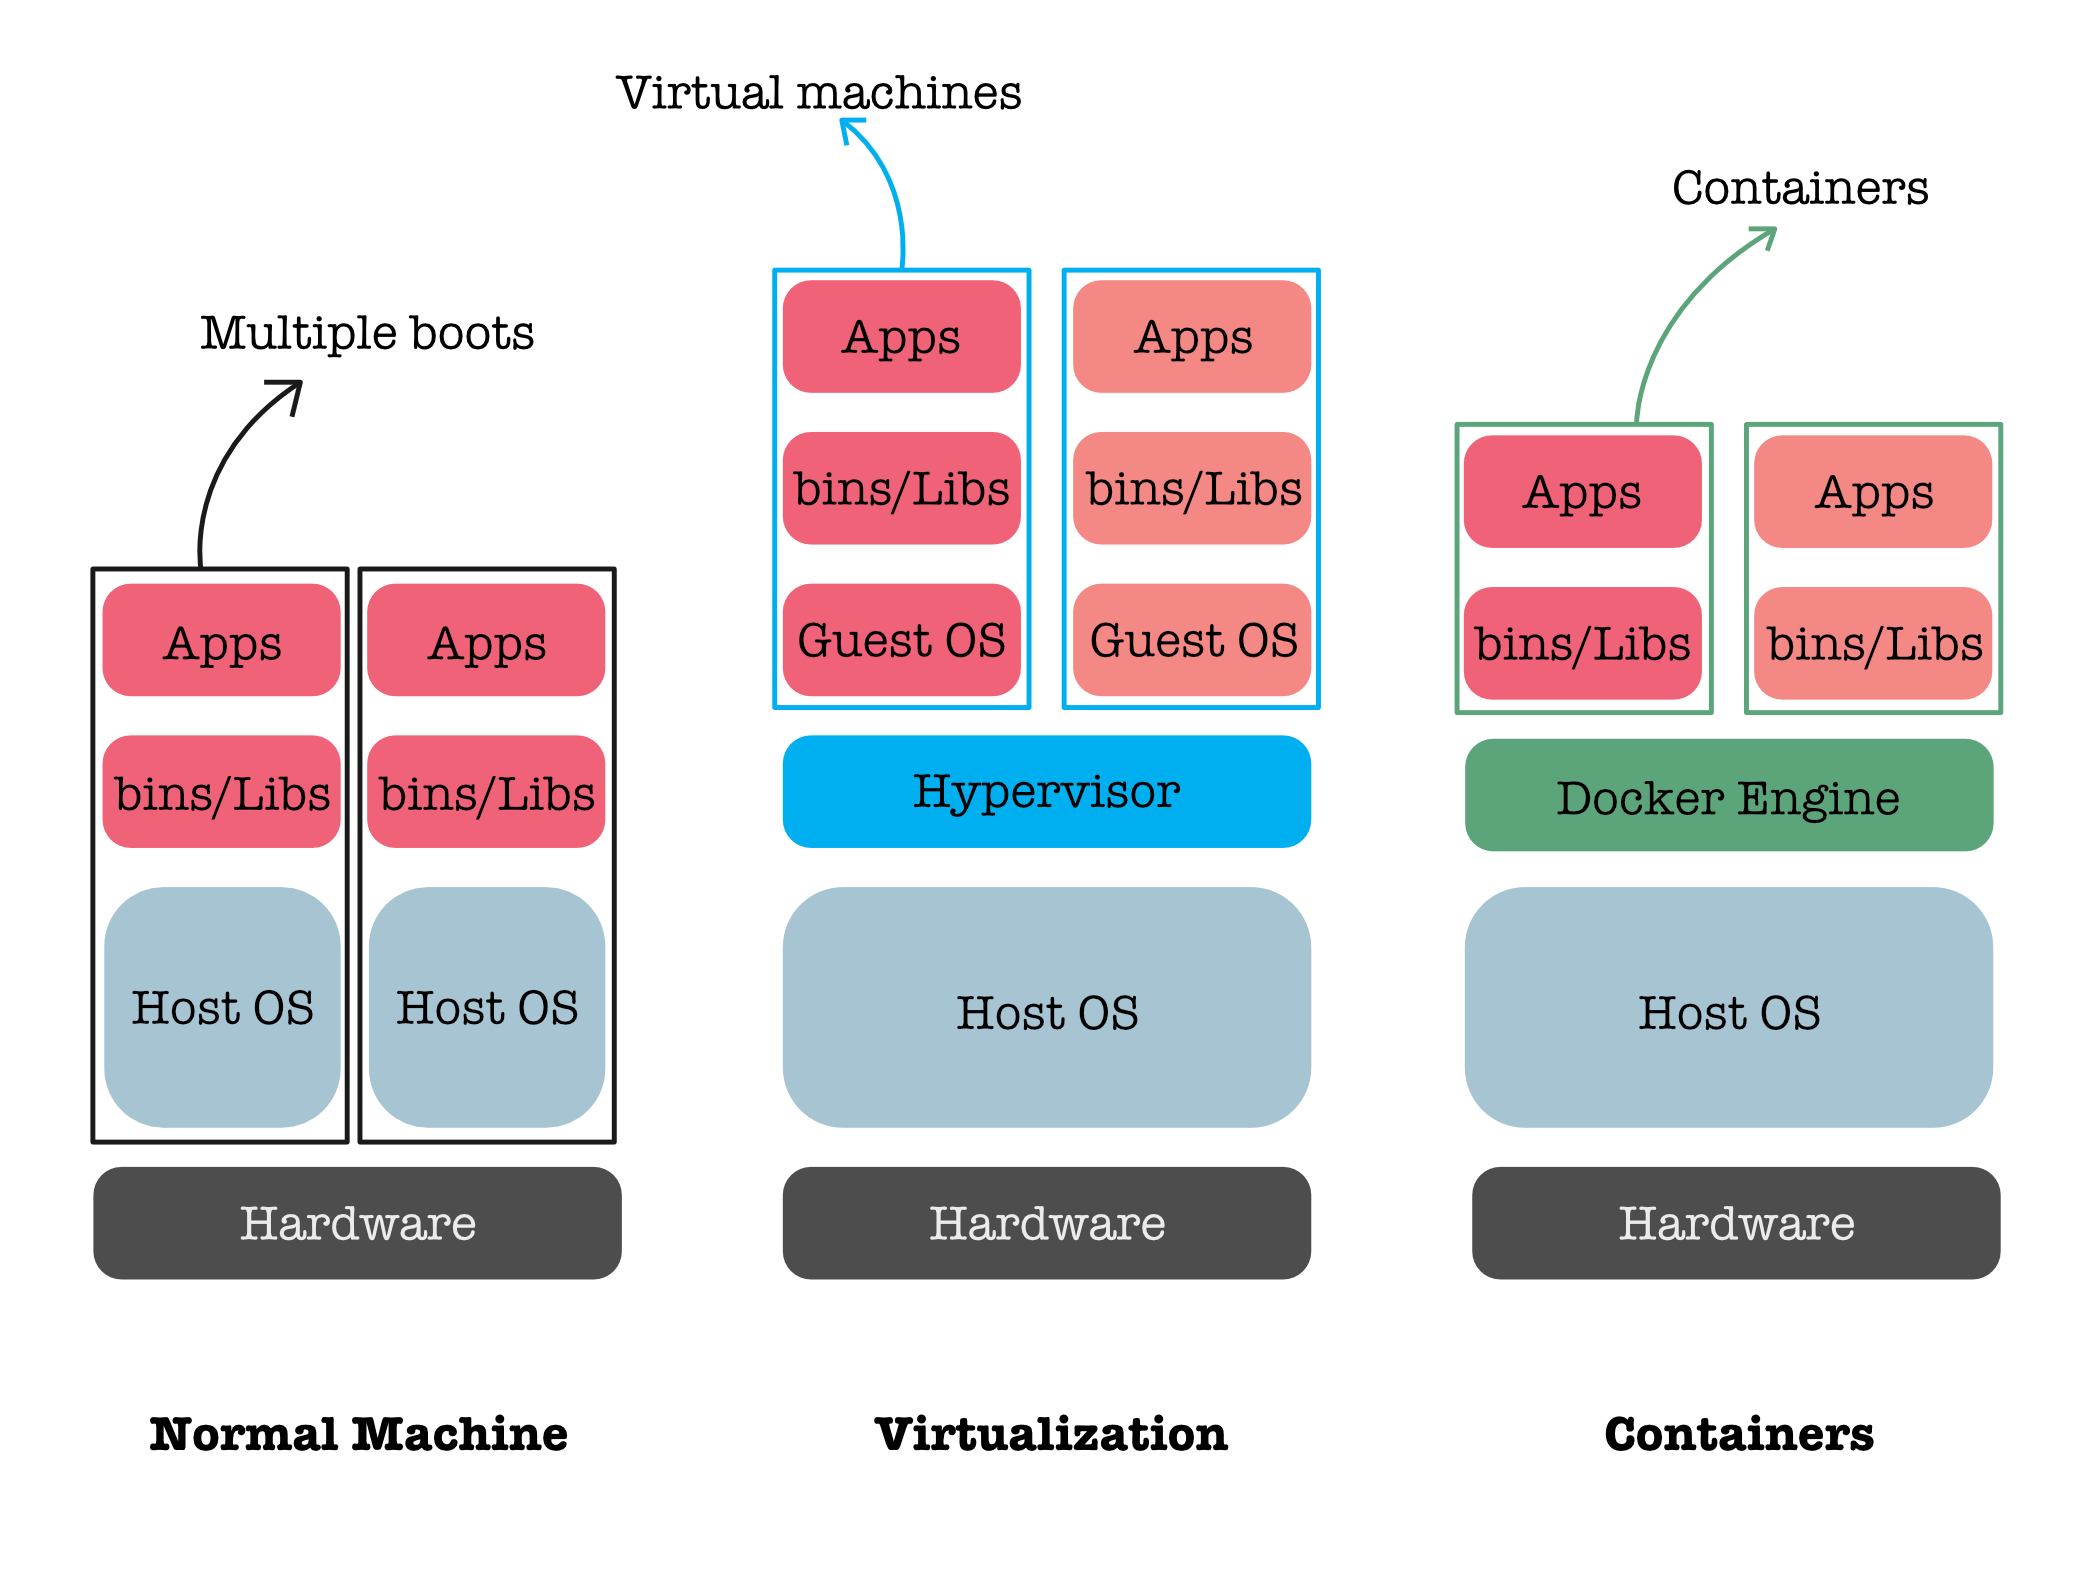 Virtual machines
Containers
Multiple boots
Apps
Apps
bins/Libs
bins/Libs
Host OS
Host OS
Hardware
Normal Machine
Apps
Apps
bins/Libs
bins/Libs
Guest OS
Guest OS
Hypervisor
Host OS
Hardware
Virtualization
Apps
Apps
bins/Libs
bins/Libs
Docker Engine
Host OS
Hardware
Containers